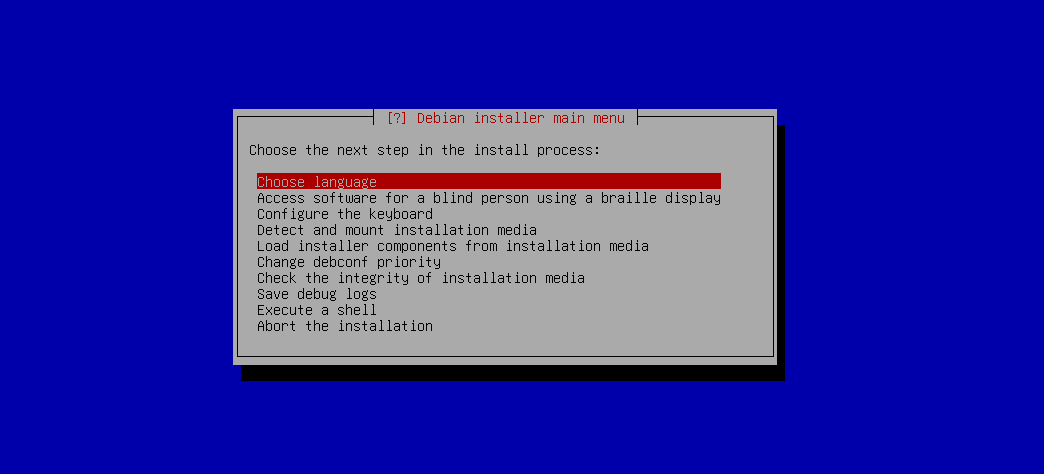 [?] Debian installer main menu
Choose the next step in the install process:
Choose language
Access software for a blind person using a braille display
Configure the keyboard
Detect and mount installation media
Load installer components from installation media
Change debconf priority
Check the integrity of installation media
Save debug logs
Execute a shell
Abort the installation